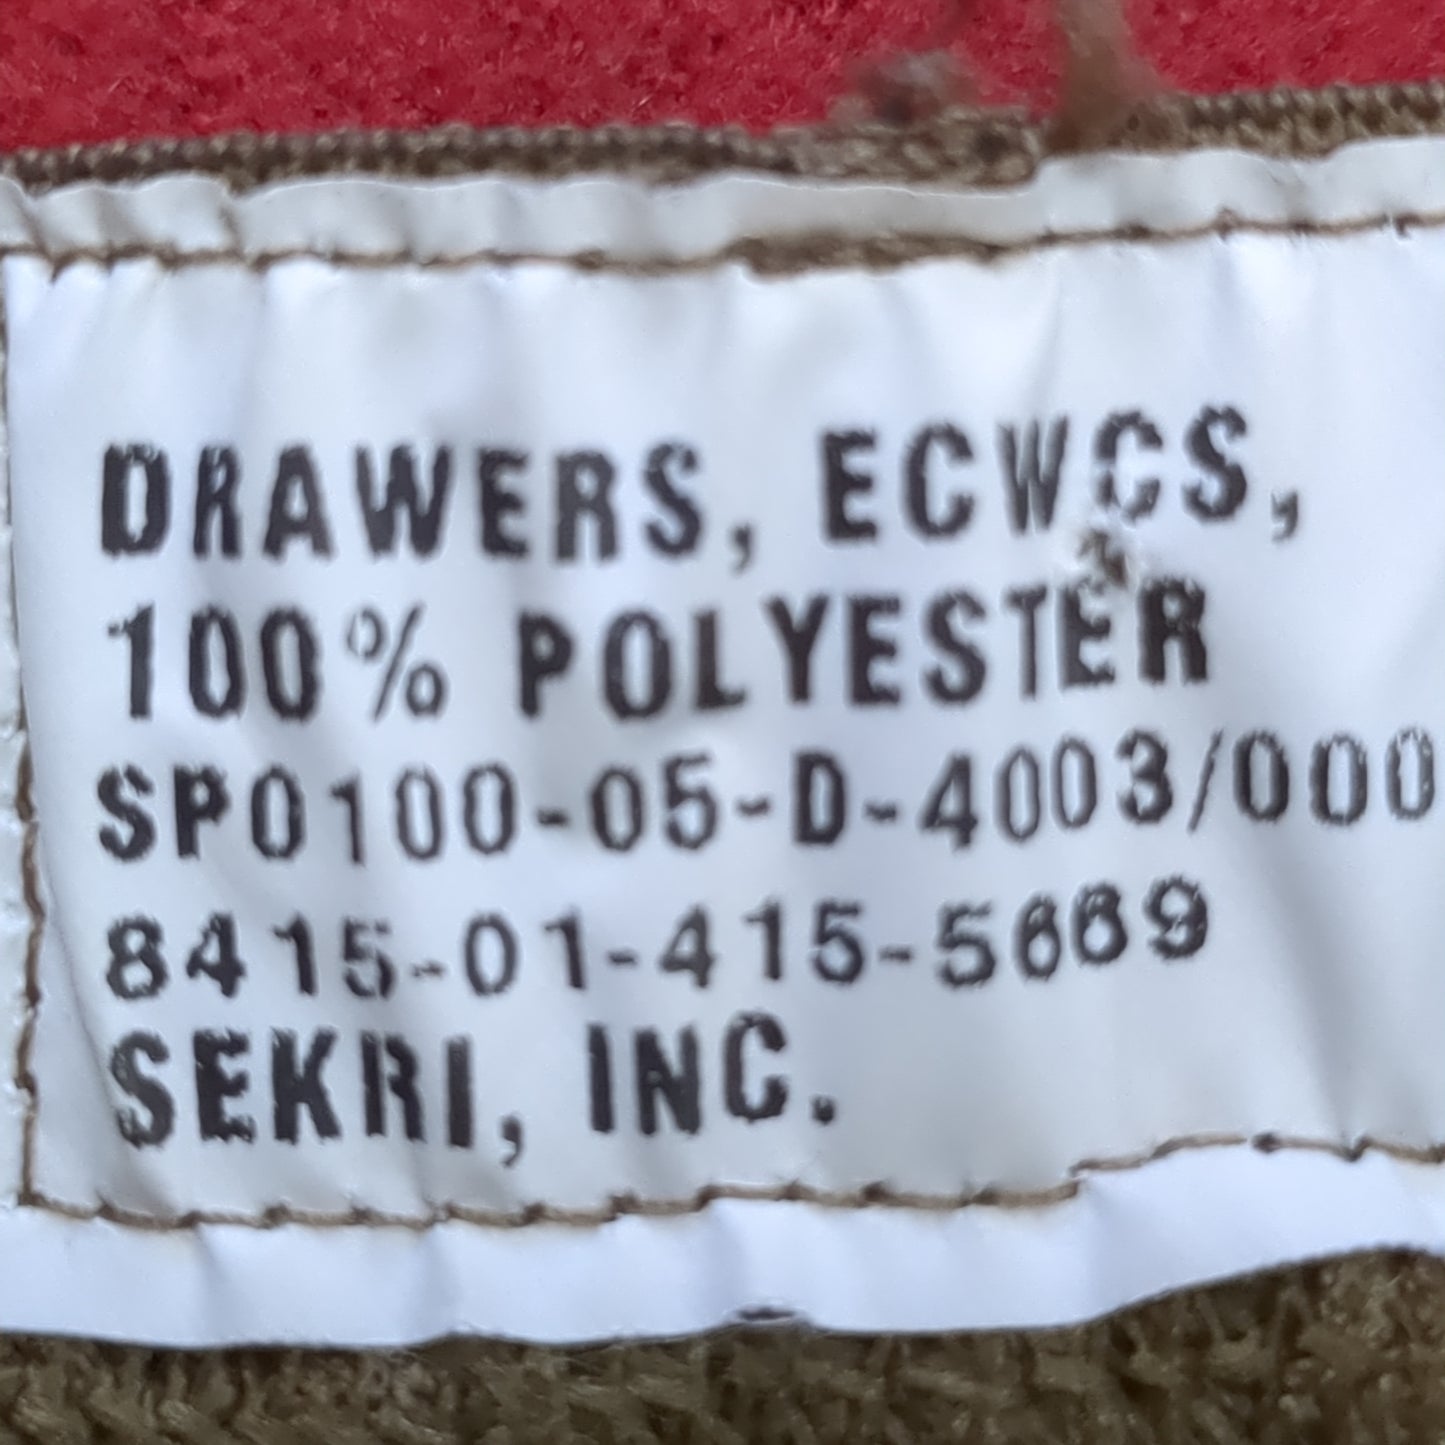 DRAWERS, ECWCS,
100% POLYESTER
SP0100-05-D-4003/000
8415-01-415-5669
SEKRI, INC.